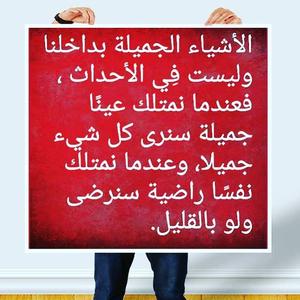 الأشياء الجميلة بداخلنا
وليست في الأحداث ،
فعندما نمتلك عينًا
جميلة سنرى كل شيء
جميلا، وعندما نمتلك
نفسًا راضية سنرضى
ولو بالقليل.